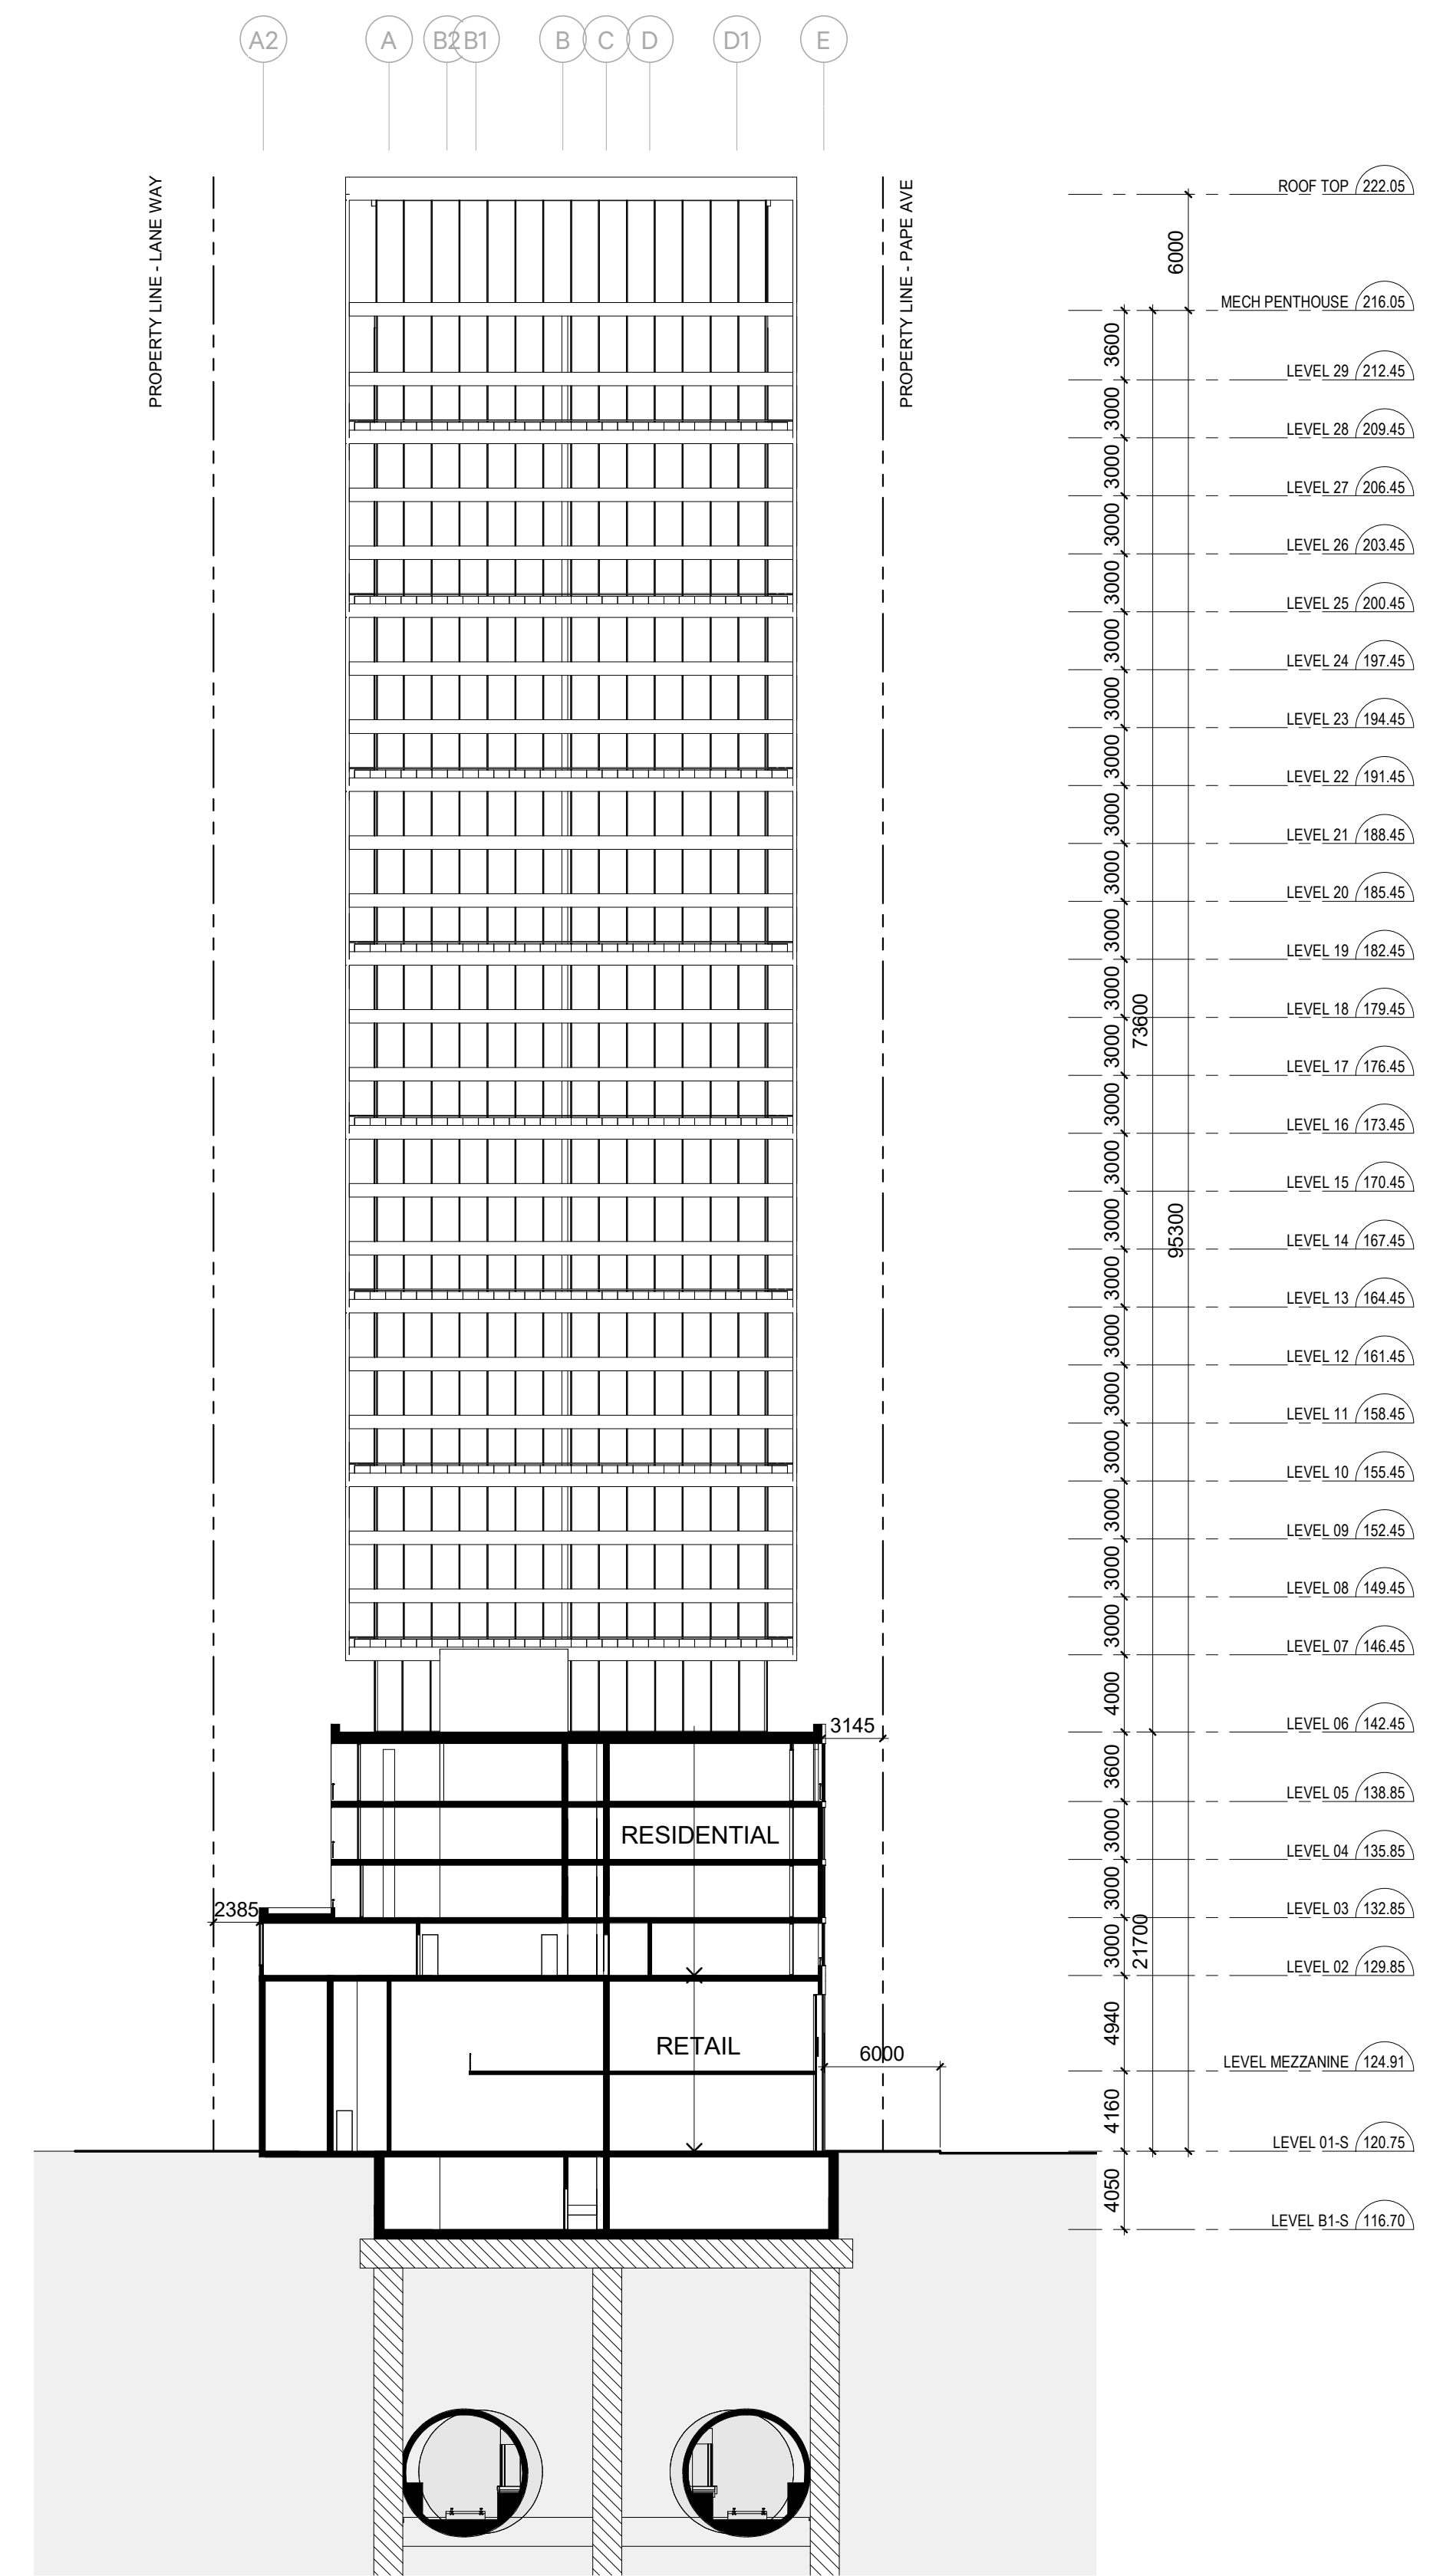 A2 A B2 B1 B C D D1 E
PROPERTY LINE - LANE WAY
PROPERTY LINE - PAPE AVE
ROOF TOP 222.05
6000
MECH PENTHOUSE 216.05
3600
LEVEL 29 212.45
3000
LEVEL 28 209.45
3000
LEVEL 27 206.45
3000
LEVEL 26 203.45
3000
LEVEL 25 200.45
3000
LEVEL 24 197.45
3000
LEVEL 23 194.45
3000
LEVEL 22 191.45
3000
LEVEL 21 188.45
3000
LEVEL 20 185.45
3000
LEVEL 19 182.45
3000
73600
LEVEL 18 179.45
3000
LEVEL 17 176.45
3000
LEVEL 16 173.45
3000
LEVEL 15 170.45
3000
95300
LEVEL 14 167.45
3000
LEVEL 13 164.45
3000
LEVEL 12 161.45
3000
LEVEL 11 158.45
3000
LEVEL 10 155.45
3000
LEVEL 09 152.45
3000
LEVEL 08 149.45
3000
LEVEL 07 146.45
4000
LEVEL 06 142.45
3145
3600
LEVEL 05 138.85
RESIDENTIAL
3000
LEVEL 04 135.85
3000
2385
LEVEL 03 132.85
3000
21700
LEVEL 02 129.85
4940
RETAIL
6000
LEVEL MEZZANINE 124.91
4160
LEVEL 01-S 120.75
4050
LEVEL B1-S 116.70